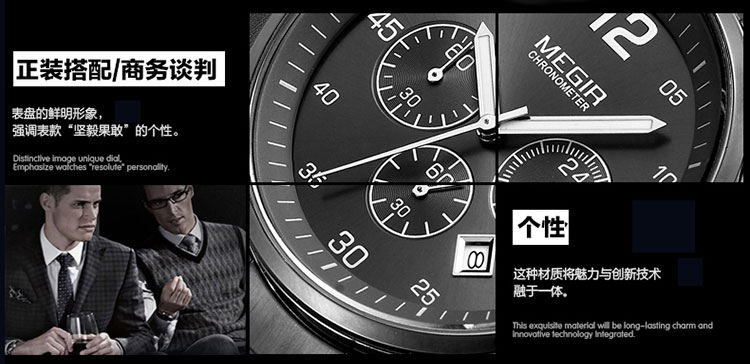 正装搭配/商务谈判
表盘的鲜明形象，
强调表款“坚毅果敢”的个性。
Distinctive image unique dial,
Emphasize watches "resolute" personality.
45
60
12
MEGIR
CHRONOMETER
40
30
05
24
35
60
10
30
30
8
25
个性
这种材质将魅力与创新技术
融于一体。
This exquisite material will be long-lasting charm and
innovative technology Integrated.